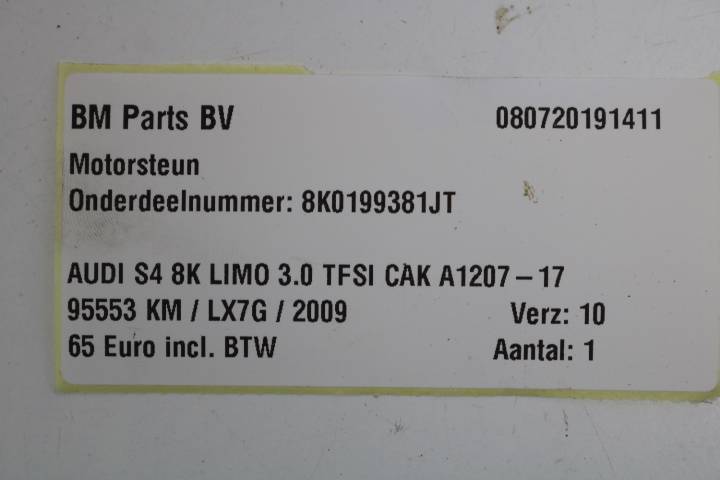 BM Parts BV 080720191411
Motorsteun
Onderdeelnummer: 8K0199381JT
AUDI S4 8K LIMO 3.0 TFSI CAK A1207 – 17
95553 KM / LX7G / 2009 Verz: 10
65 Euro incl. BTW Aantal: 1